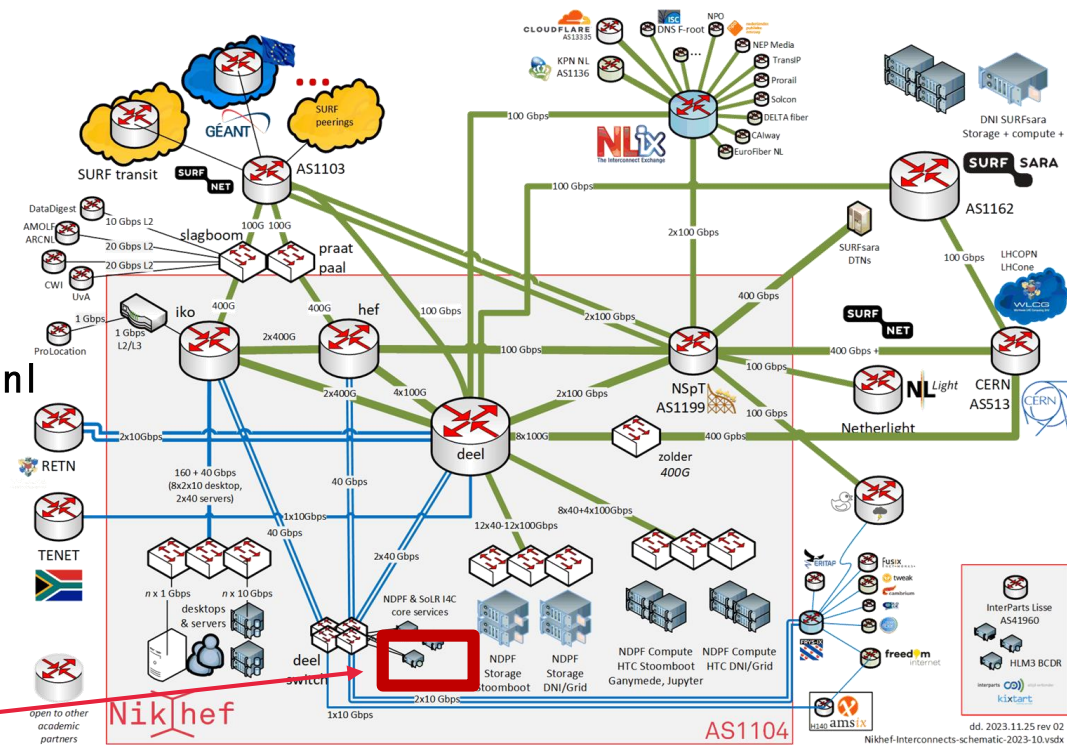 CLOUDFLARE
AS13335
ISC
DNS F-root
NPO
NEP Media
TransIP
Prorail
Solcon
DELTA fiber
CAIway
EuroFiber NL
...
KPN NL
AS1136
NLix
The Interconnect Exchange
100 Gbps
DNI SURFsara
Storage + compute +
SURF
peerings
GÉANT
SURF transit
SURF
NET
AS1103
SURF SARA
AS1162
100 Gbps
DataDigest
10 Gbps L2
AMOLF
ARCNL
20 Gbps L2
20 Gbps L2
CWI
UvA
slagboom
100G
100G
praat
paal
2x100 Gbps
SURFsara
DTNs
100 Gbps
LHCOPN
LHCone
WLCG
iko
400G
400G
hef
100 Gbps
2x100 Gbps
400 Gbps
SURF
NET
1 Gbps
1 Gbps
L2/L3
ProLocation
2x400G
100 Gbps
400 Gbps +
100 Gbps
nl
2x400G
4x100G
2x100 Gbps
NSpT
AS1199
100 Gbps
NL Light
Netherlight
CERN
AS513
CERN
RETN
2x10Gbps
deel
8x100G
400 Gbps
zolder
400G
160 + 40 Gbps
(8x2x10 desktop,
2x40 servers)
40 Gbps
TENET
1x10Gbps
40 Gbps
12x40-12x100Gbps
8x40+4x100Gbps
2x40 Gbps
n x 1 Gbps
n x 10 Gbps
desktops
& servers
NDPF & SoLR I4C
core services
deel
switch
NDPF
Storage
Stoomboot
NDPF
Storage
DNI/Grid
NDPF Compute
HTC Stoomboot
Ganymede, Jupyter
NDPF Compute
HTC DNI/Grid
ERITAP
Fusix
tweak
cambrium
FRYS-IX
freedom
internet
InterParts Lisse
AS41960
HLM3 BCDR
interparts
kixtart
open to other
academic
partners
Nikhef
2x10 Gbps
1x10 Gbps
AS1104
H140
amsix
dd. 2023.11.25 rev 02
Nikhef-Interconnects-schematic-2023-10.vsdx